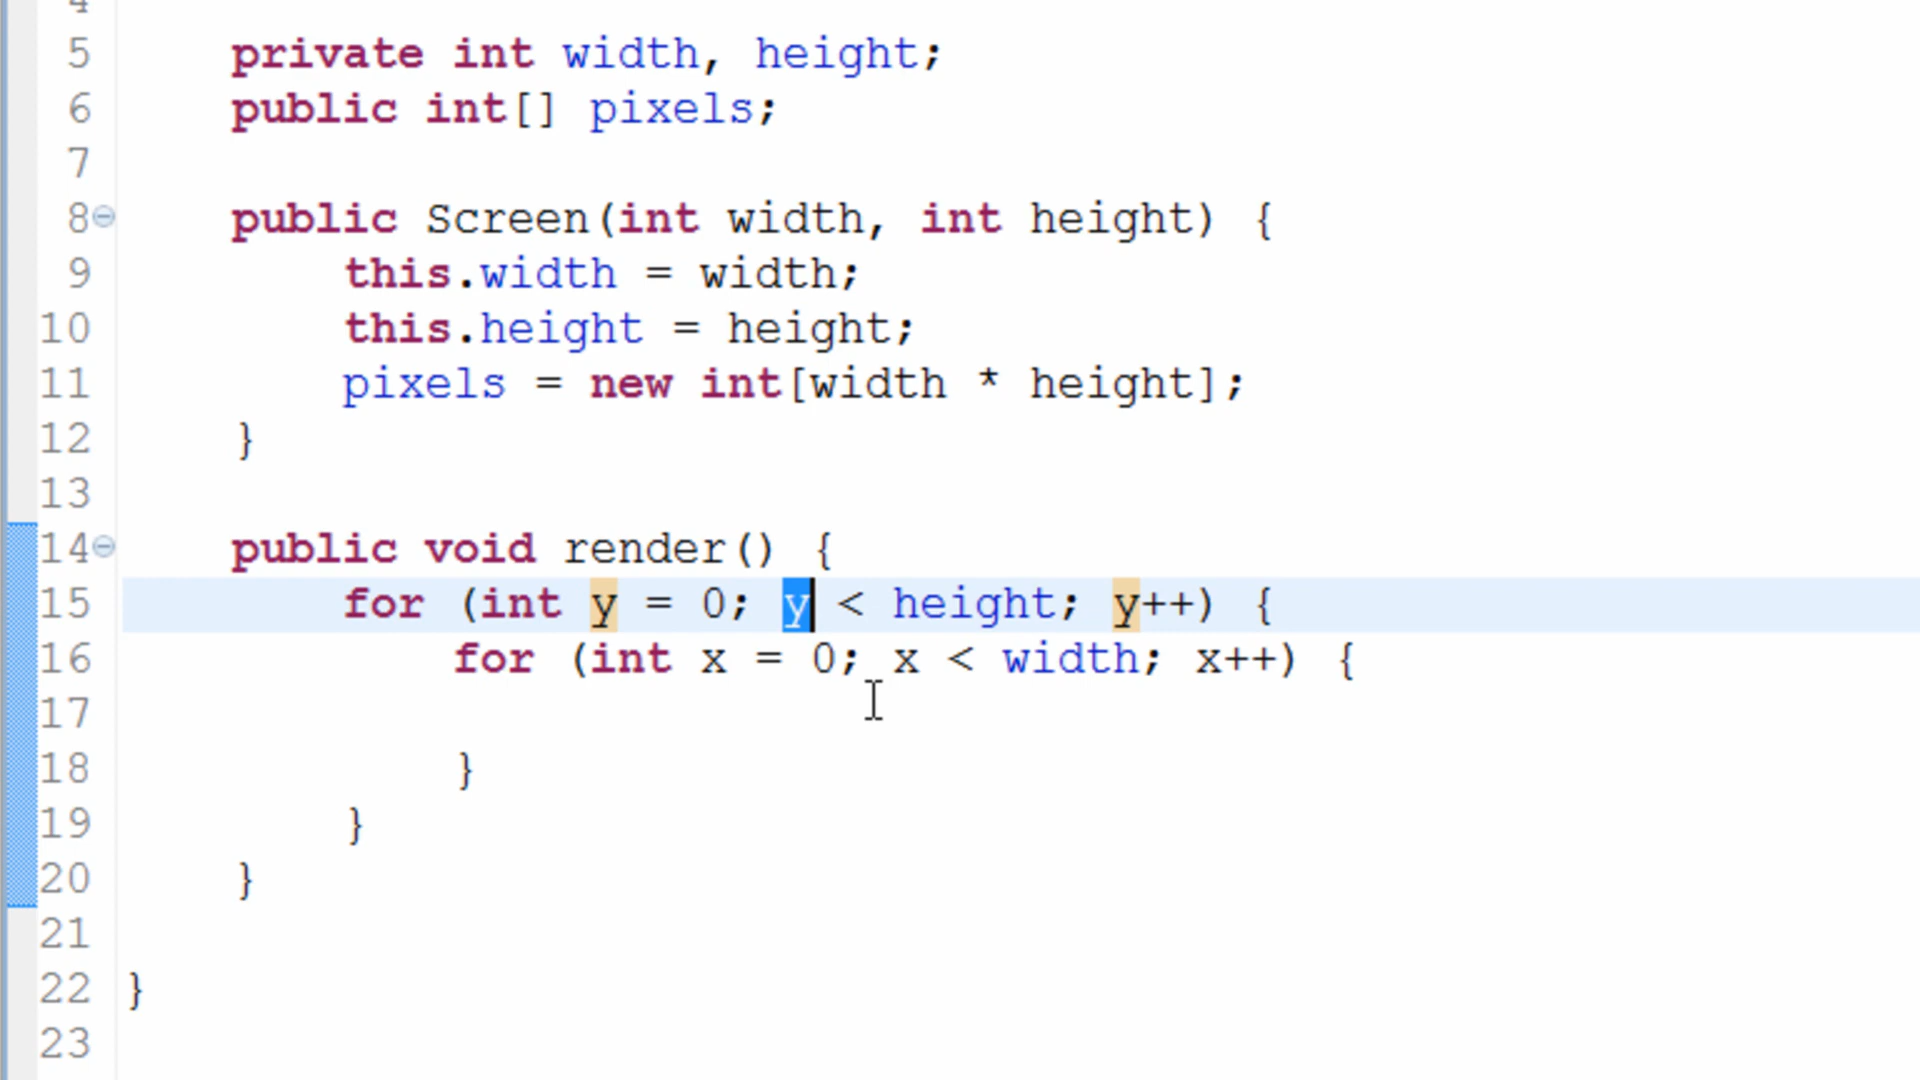 4
5 private int width, height;
6 public int[] pixels;
7
8 public Screen(int width, int height) {
9 this.width = width;
10 this.height = height;
11 pixels = new int[width * height];
12 }
13
14 public void render() {
15 for (int y = 0; y < height; y++) {
16 for (int x = 0; x < width; x++) {
17
18 }
19 }
20 }
21
22 }
23